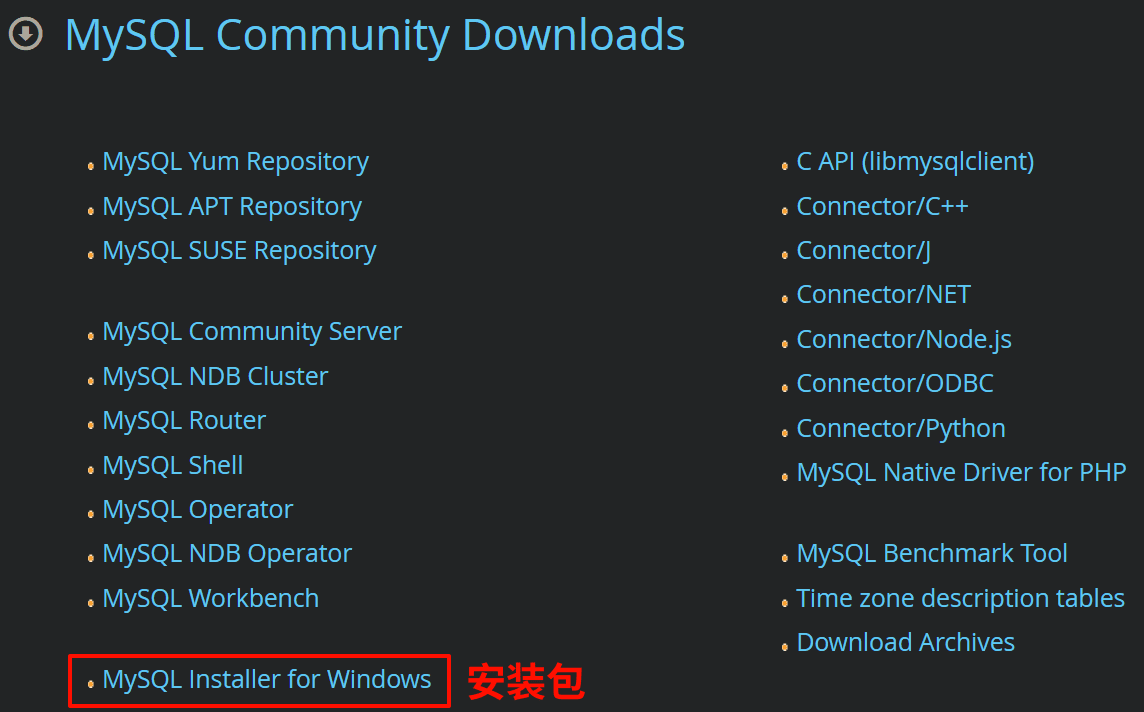 MySQL Community Downloads
MySQL Yum Repository
MySQL APT Repository
MySQL SUSE Repository
MySQL Community Server
MySQL NDB Cluster
MySQL Router
MySQL Shell
MySQL Operator
MySQL NDB Operator
MySQL Workbench
MySQL Installer for Windows 安装包
C API (libmysqlclient)
Connector/C++
Connector/J
Connector/NET
Connector/Node.js
Connector/ODBC
Connector/Python
MySQL Native Driver for PHP
MySQL Benchmark Tool
Time zone description tables
Download Archives